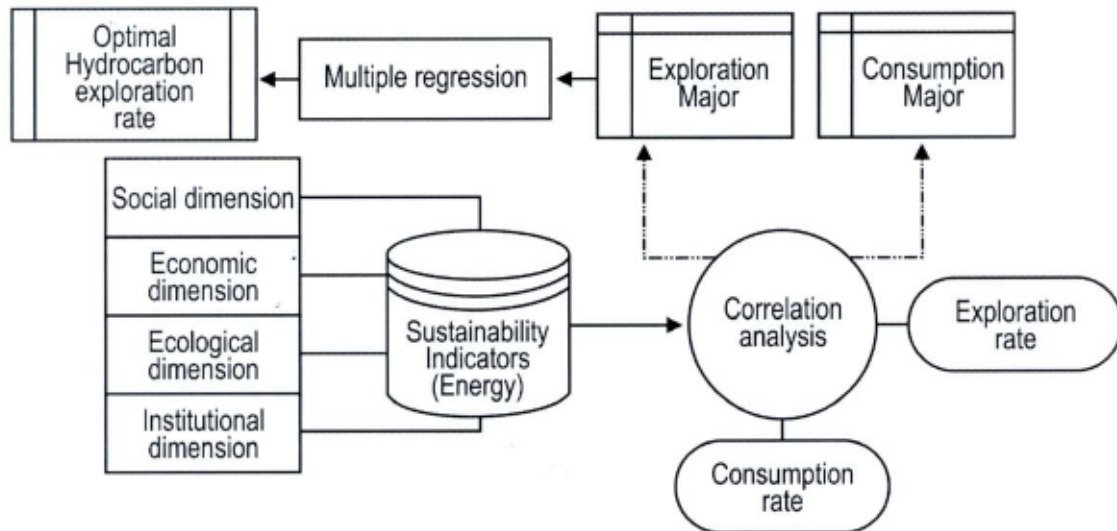 Optimal
Hydrocarbon
exploration
rate
Multiple regression
Exploration
Major
Consumption
Major
Social dimension
Economic
dimension
Ecological
dimension
Institutional
dimension
Sustainability
Indicators
(Energy)
Correlation
analysis
Exploration
rate
Consumption
rate